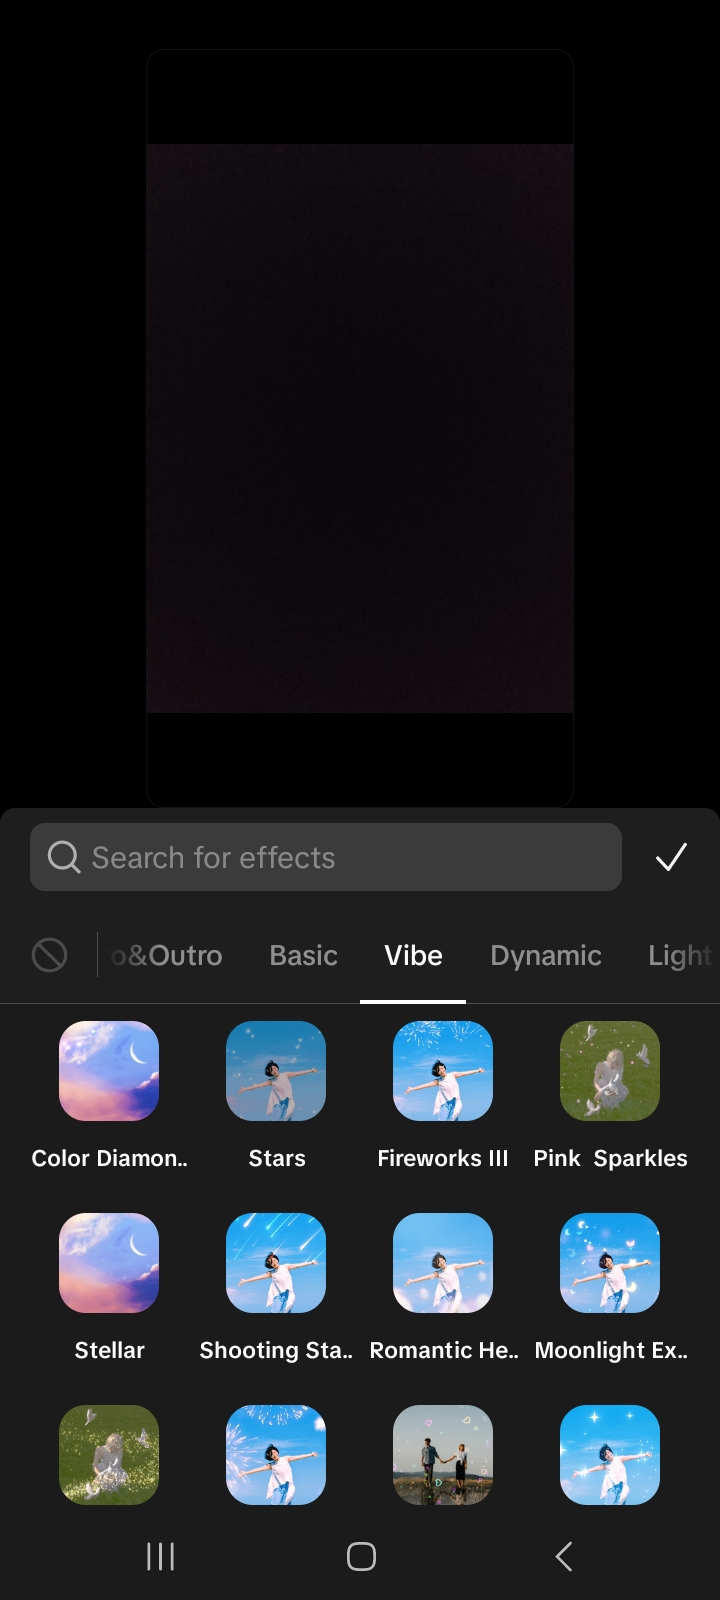 Search for effects
o&Outro Basic Vibe Dynamic Light
Color Diamon.. Stars Fireworks III Pink Sparkles
Stellar Shooting Sta.. Romantic He.. Moonlight Ex..